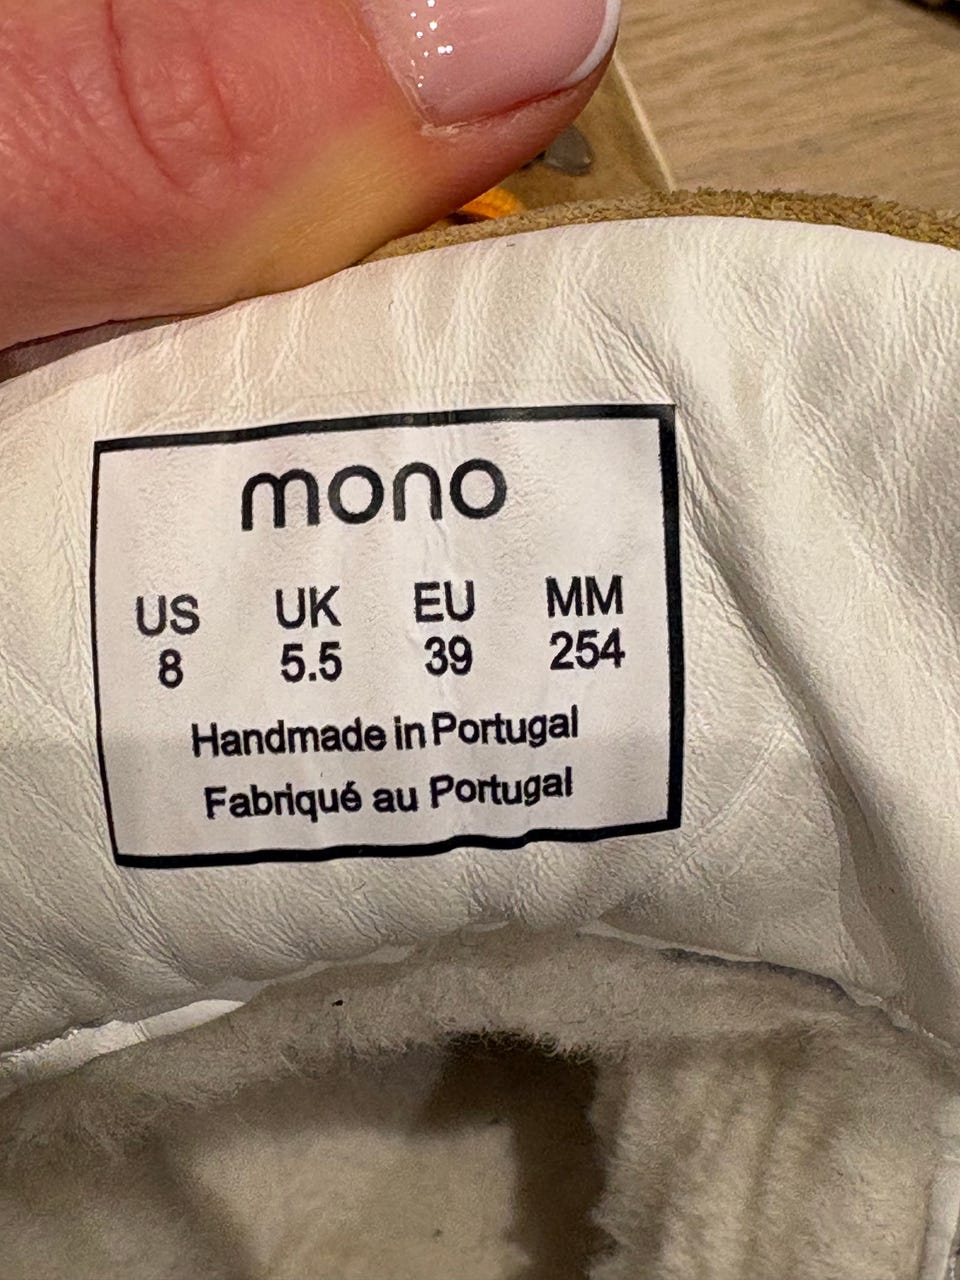 mono
US UK EU MM
8 5.5 39 254
Handmade in Portugal
Fabriqué au Portugal